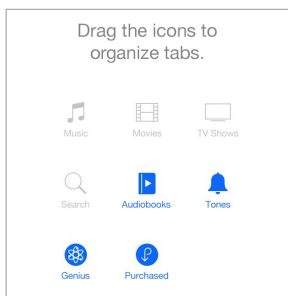 Drag the icons to
organize tabs.
Music Movies TV Shows
Search Audiobooks Tones
Genius Purchased